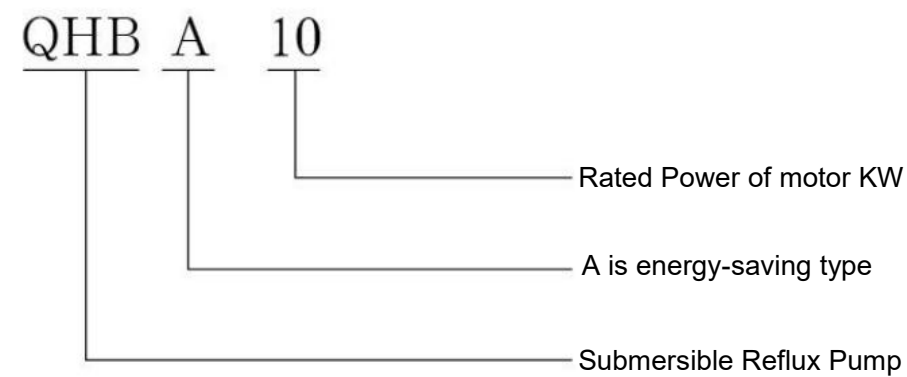 QHB A 10
Rated Power of motor KW
A is energy-saving type
Submersible Reflux Pump